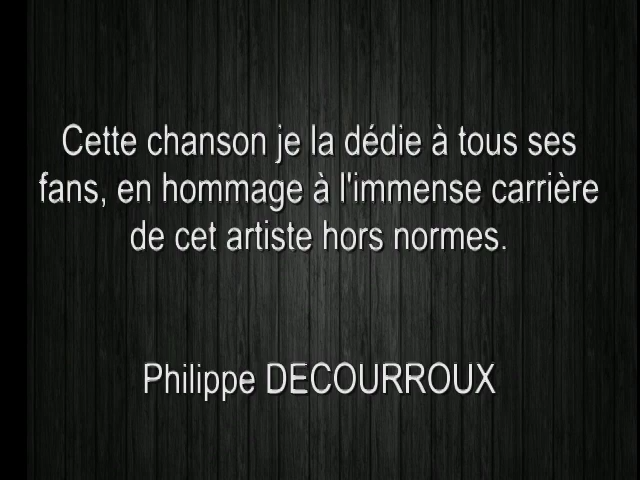 Cette chanson je la dédie à tous ses
fans, en hommage à l'immense carrière
de cet artiste hors normes.
Philippe DECOURROUX